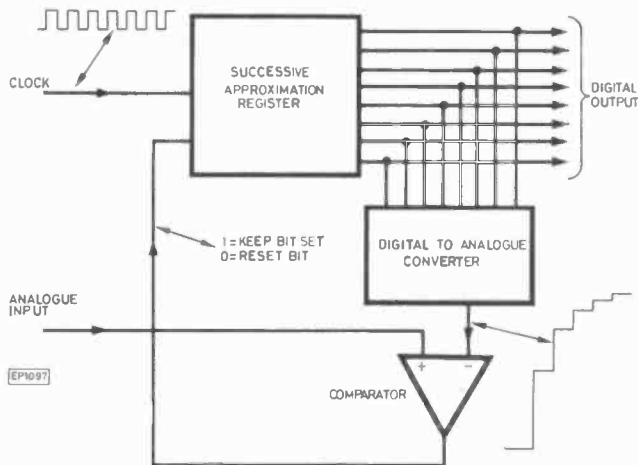 CLOCK
SUCCESSIVE
APPROXIMATION
REGISTER
DIGITAL
OUTPUT
1 = KEEP BIT SET
0 = RESET BIT
DIGITAL TO ANALOGUE
CONVERTER
ANALOGUE
INPUT
+ −
EP1097
COMPARATOR